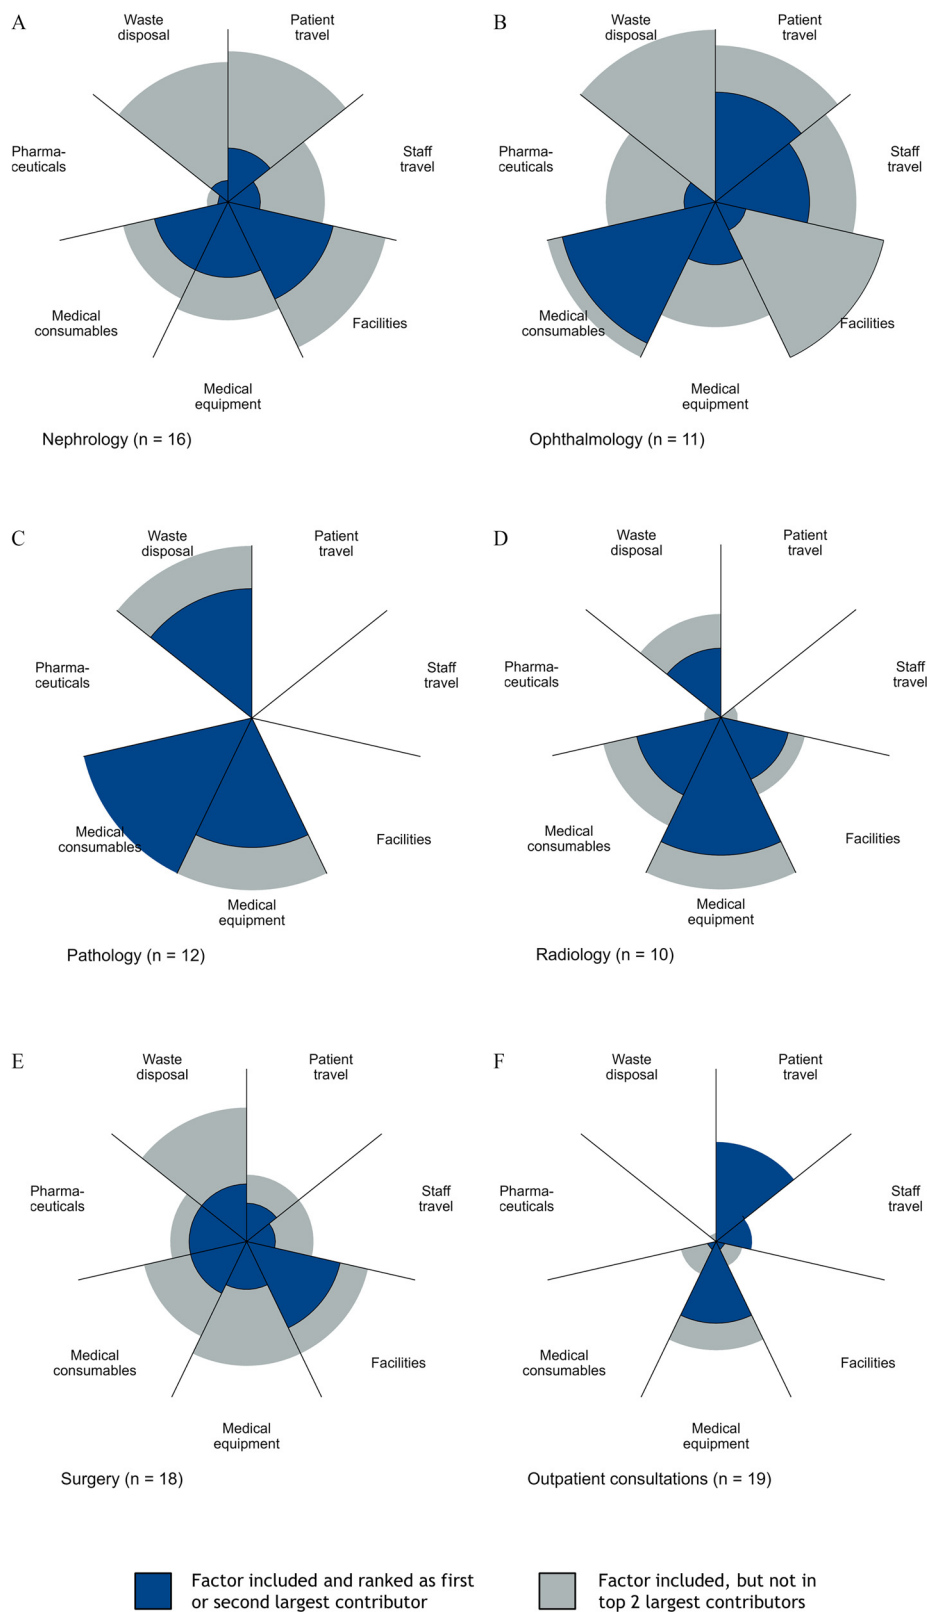 A
Waste
disposal
Patient
travel
Pharma-
ceuticals
Staff
travel
Medical
consumables
Facilities
Medical
equipment
Nephrology (n = 16)
B
Waste
disposal
Patient
travel
Pharma-
ceuticals
Staff
travel
Medical
consumables
Facilities
Medical
equipment
Ophthalmology (n = 11)
C
Waste
disposal
Patient
travel
Pharma-
ceuticals
Staff
travel
Medical
consumables
Facilities
Medical
equipment
Pathology (n = 12)
D
Waste
disposal
Patient
travel
Pharma-
ceuticals
Staff
travel
Medical
consumables
Facilities
Medical
equipment
Radiology (n = 10)
E
Waste
disposal
Patient
travel
Pharma-
ceuticals
Staff
travel
Medical
consumables
Facilities
Medical
equipment
Surgery (n = 18)
F
Waste
disposal
Patient
travel
Pharma-
ceuticals
Staff
travel
Medical
consumables
Facilities
Medical
equipment
Outpatient consultations (n = 19)
Factor included and ranked as first
or second largest contributor
Factor included, but not in
top 2 largest contributors